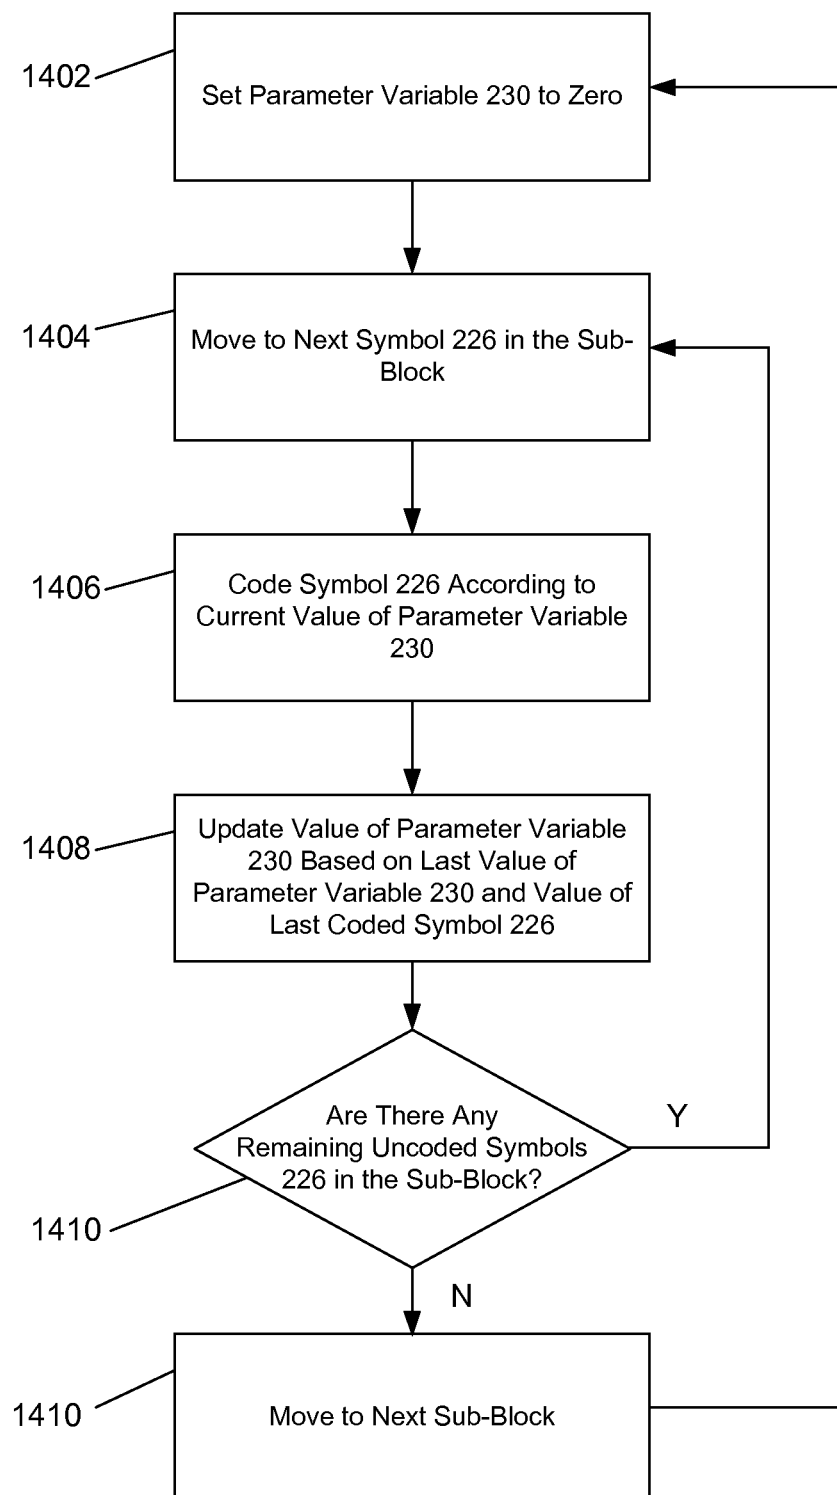 1402
Set Parameter Variable 230 to Zero
1404
Move to Next Symbol 226 in the Sub-
Block
1406
Code Symbol 226 According to
Current Value of Parameter Variable
230
1408
Update Value of Parameter Variable
230 Based on Last Value of
Parameter Variable 230 and Value of
Last Coded Symbol 226
Are There Any
Remaining Uncoded Symbols
226 in the Sub-Block?
Y
1410
N
1410
Move to Next Sub-Block